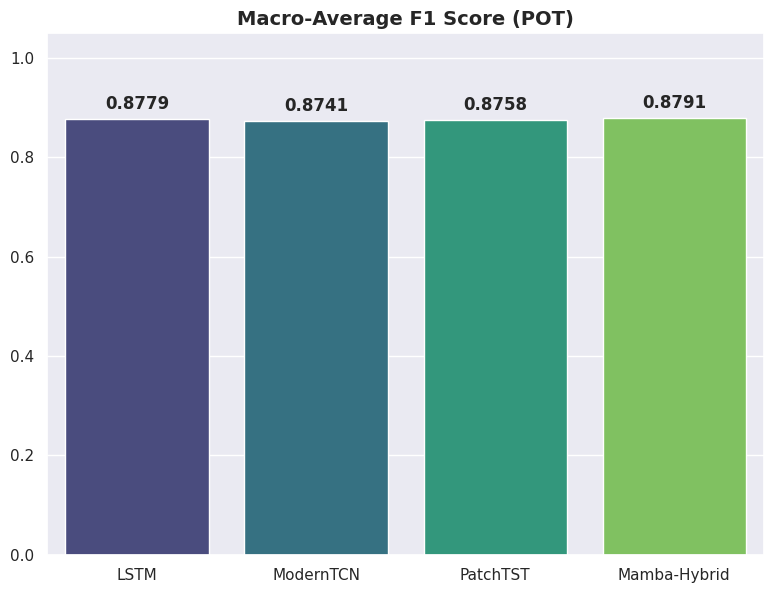 Macro-Average F1 Score (POT)
1.0
0.8
0.6
0.4
0.2
0.0
0.8779
0.8741
0.8758
0.8791
LSTM
ModernTCN
PatchTST
Mamba-Hybrid